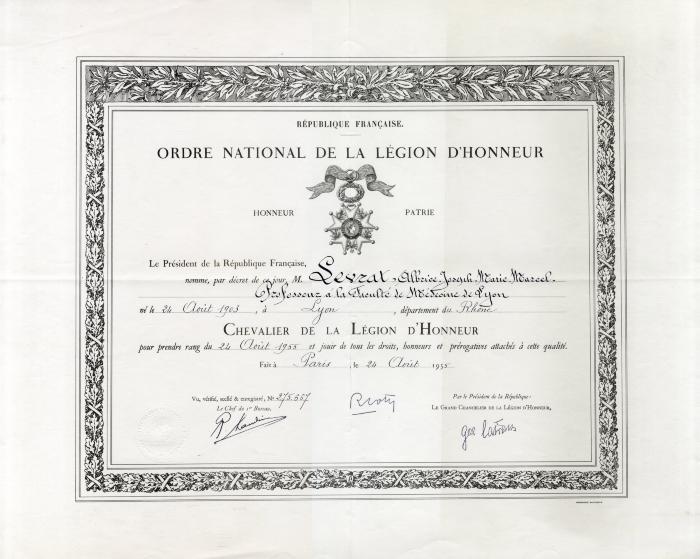 RÉPUBLIQUE FRANÇAISE.
ORDRE NATIONAL DE LA LÉGION D'HONNEUR
HONNEUR PATRIE
Le Président de la République Française,
nomme, par décret de ce jour, M. Levrat, Joseph, Marie, Marcel.
Professeur à la Faculté de Médecine de Lyon
né le 24 Août 1905, à Lyon, département du Rhône
CHEVALIER DE LA LÉGION D'HONNEUR
pour prendre rang du 24 Août 1955 et jouir de tous les droits, honneurs et prérogatives attachés à cette qualité.
Fait à Paris, le 24 Août 1955
Vu, vérifié, scellé & enregistré, N° 275.657
Le Chef du 1er Bureau.
Par le Président de la République:
LE GRAND CHANCELIER DE LA LÉGION D'HONNEUR,